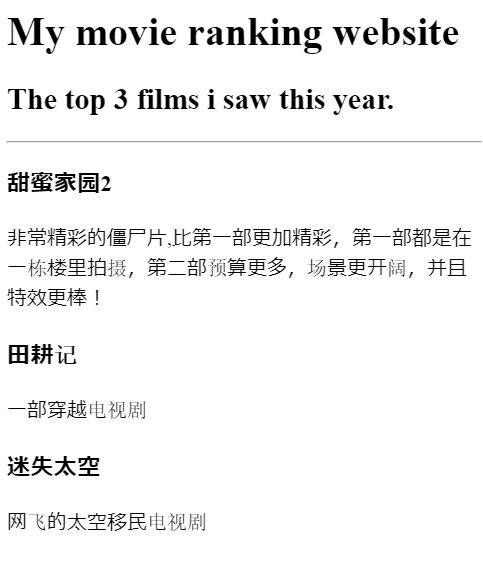 My movie ranking website
The top 3 films i saw this year.
甜蜜家园2
非常精彩的僵尸片,比第一部更加精彩，第一部都是在
一栋楼里拍摄，第二部预算更多，场景更开阔，并且
特效更棒！
田耕记
一部穿越电视剧
迷失太空
网飞的太空移民电视剧